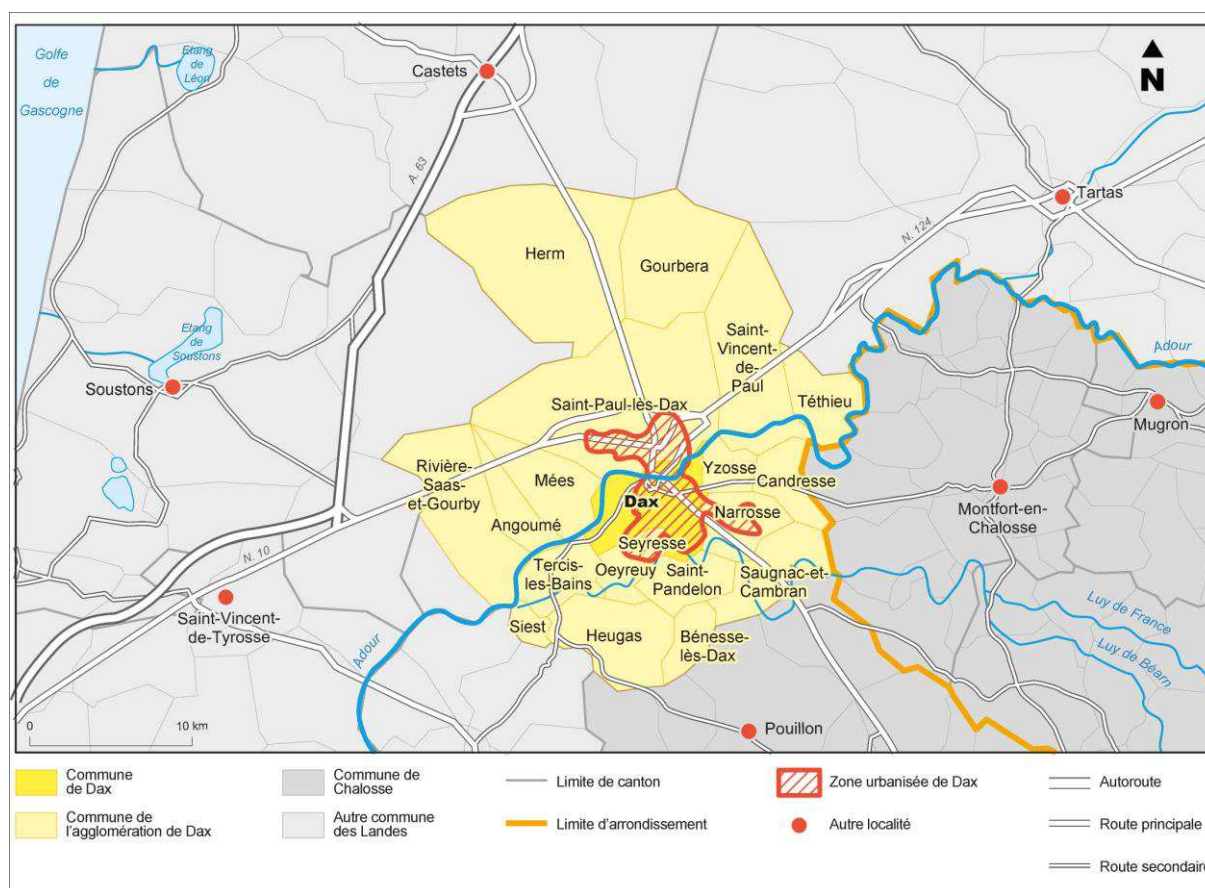 Golfe
de
Gascogne
Etang
de
Léon
Castets
N
A. 63
Tartas
N. 124
Herm
Gourbera
Etang
de
Soustons
Soustons
Saint-
Vincent-
de-
Paul
Adour
Téthieu
Mugron
Saint-Paul-lès-Dax
Rivière-
Saas-
et-Gourby
Mées
Yzosse
Candresse
Dax
Montfort-en-
Chalosse
Angoumé
Narrosse
Seyresse
N. 10
Tercis-
les-Bains
Oeyreuy
Saint-
Pandelon
Saugnac-et-
Cambran
Saint-Vincent-
de-Tyrosse
Siest
Heugas
Bénesse-
lès-Dax
Luy de France
Luy de Béarn
Adour
Pouillon
0 10 km
Commune
de Dax
Commune de
l'agglomération de Dax
Commune de
Chalosse
Autre commune
des Landes
Limite de canton
Limite d'arrondissement
Zone urbanisée de Dax
Autre localité
Autoroute
Route principale
Route secondaire